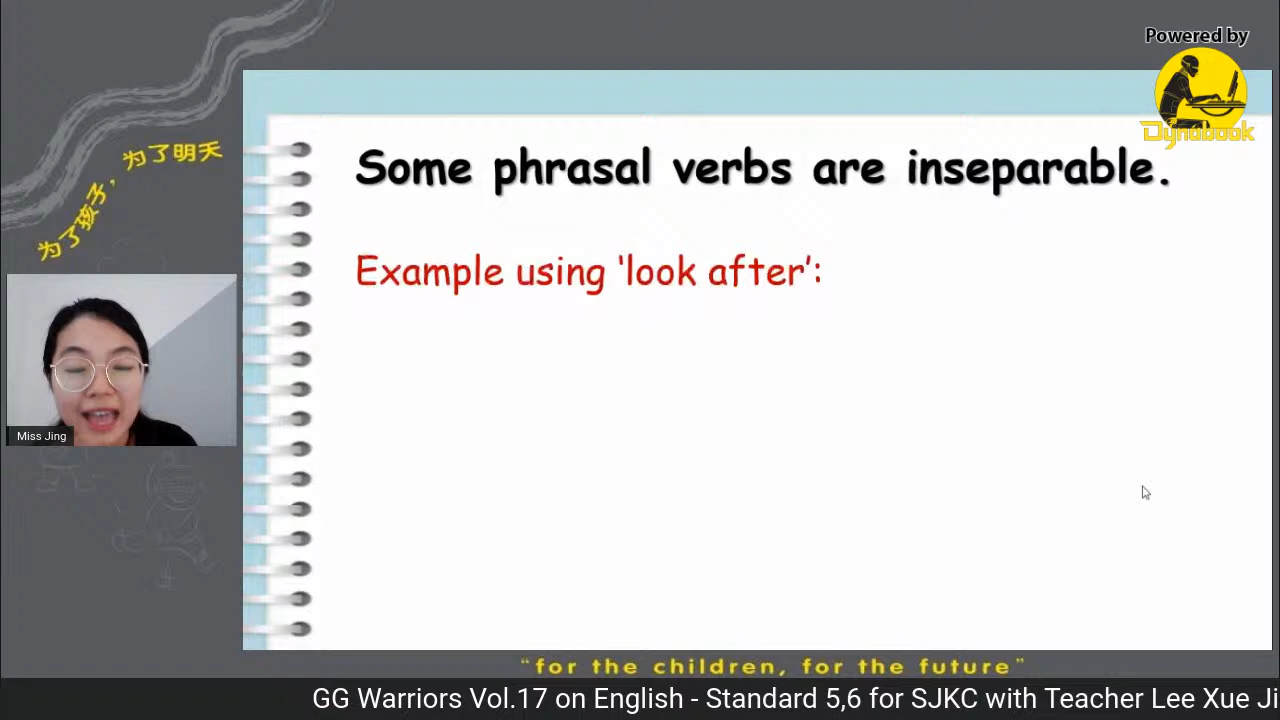 Powered by
Dynabook
为了孩子，为了明天
Some phrasal verbs are inseparable.
Example using ‘look after’:
Miss Jing
“for the children, for the future”
GG Warriors Vol.17 on English - Standard 5,6 for SJKC with Teacher Lee Xue Ji